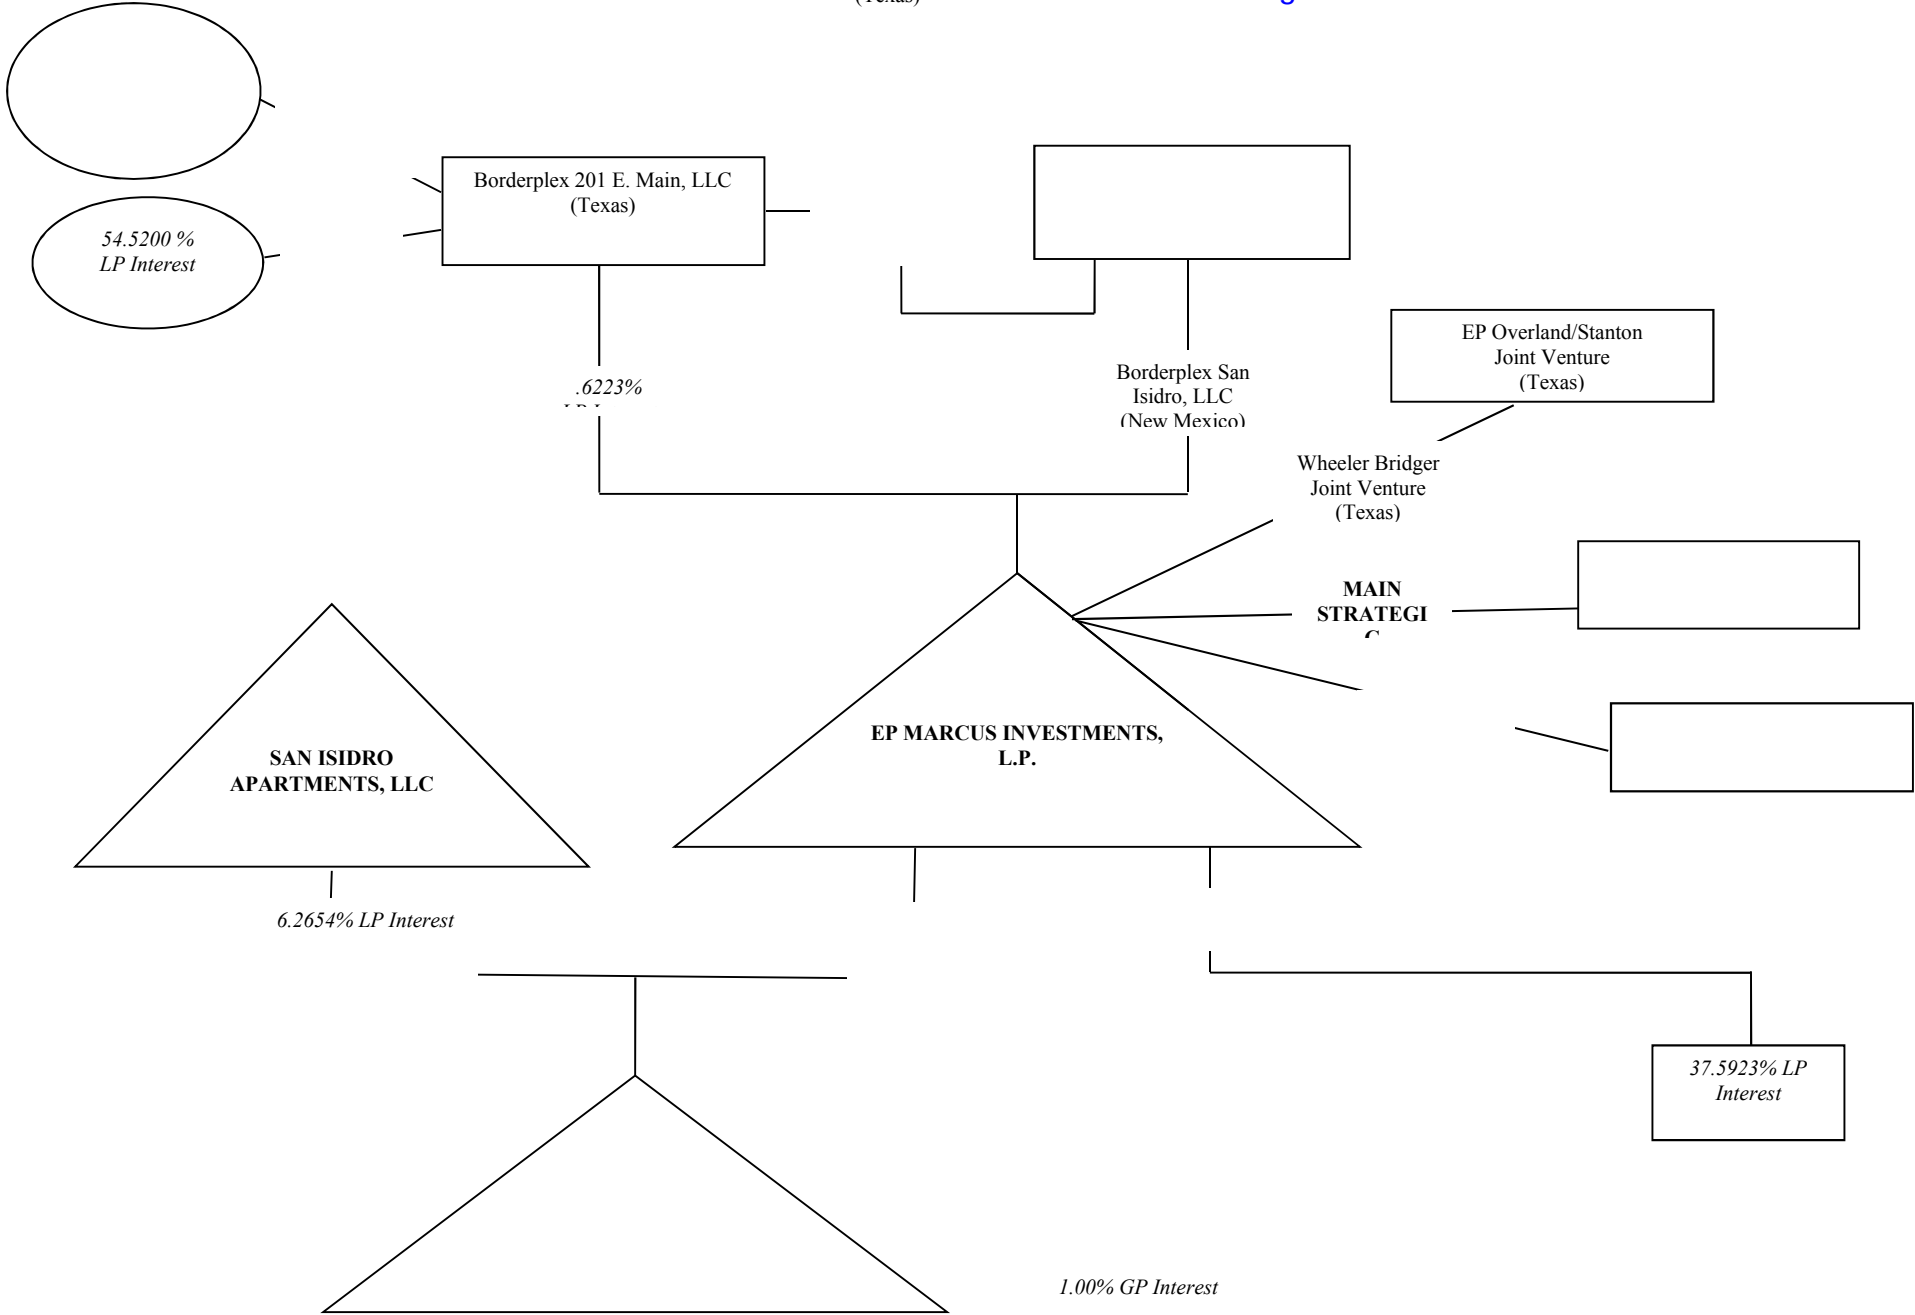 (Texas)
Borderplex 201 E. Main, LLC
(Texas)
54.5200 %
LP Interest
EP Overland/Stanton
Joint Venture
(Texas)
.6223%
Borderplex San
Isidro, LLC
(New Mexico)
Wheeler Bridger
Joint Venture
(Texas)
MAIN
STRATEGI
C
EP MARCUS INVESTMENTS,
L.P.
SAN ISIDRO
APARTMENTS, LLC
6.2654% LP Interest
37.5923% LP
Interest
1.00% GP Interest